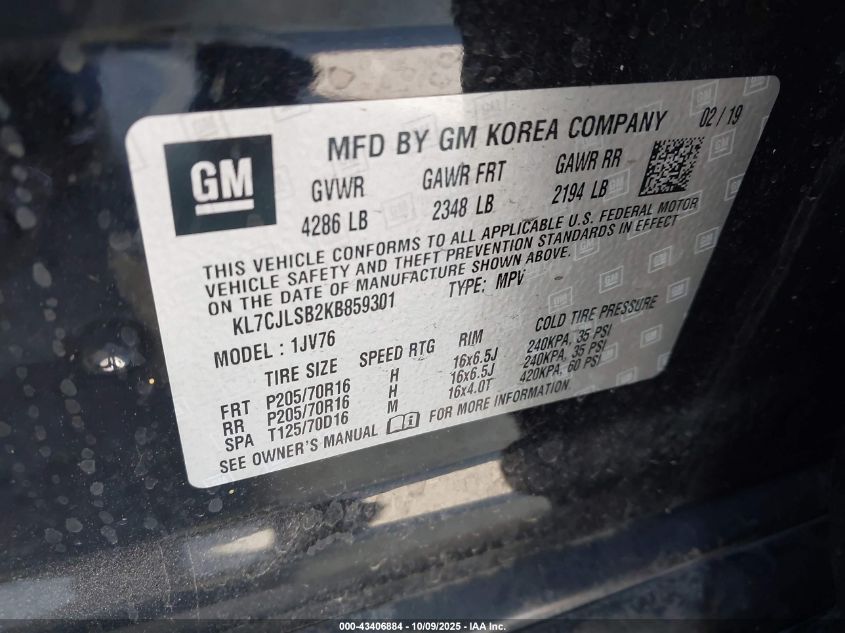 GM
MFD BY GM KOREA COMPANY 02/19
GVWR GAWR FRT GAWR RR
4286 LB 2348 LB 2194 LB
THIS VEHICLE CONFORMS TO ALL APPLICABLE U.S. FEDERAL MOTOR
VEHICLE SAFETY AND THEFT PREVENTION STANDARDS IN EFFECT
ON THE DATE OF MANUFACTURE SHOWN ABOVE.
KL7CJLSB2KB859301 TYPE: MPV
MODEL : 1JV76
TIRE SIZE SPEED RTG RIM COLD TIRE PRESSURE
FRT P205/70R16 H 16x6.5J 240KPA, 35 PSI
RR P205/70R16 H 16x6.5J 240KPA, 35 PSI
SPA T125/70D16 M 16x4.0T 420KPA, 60 PSI
SEE OWNER'S MANUAL FOR MORE INFORMATION.
000-43406884 - 10/09/2025 - IAA Inc.